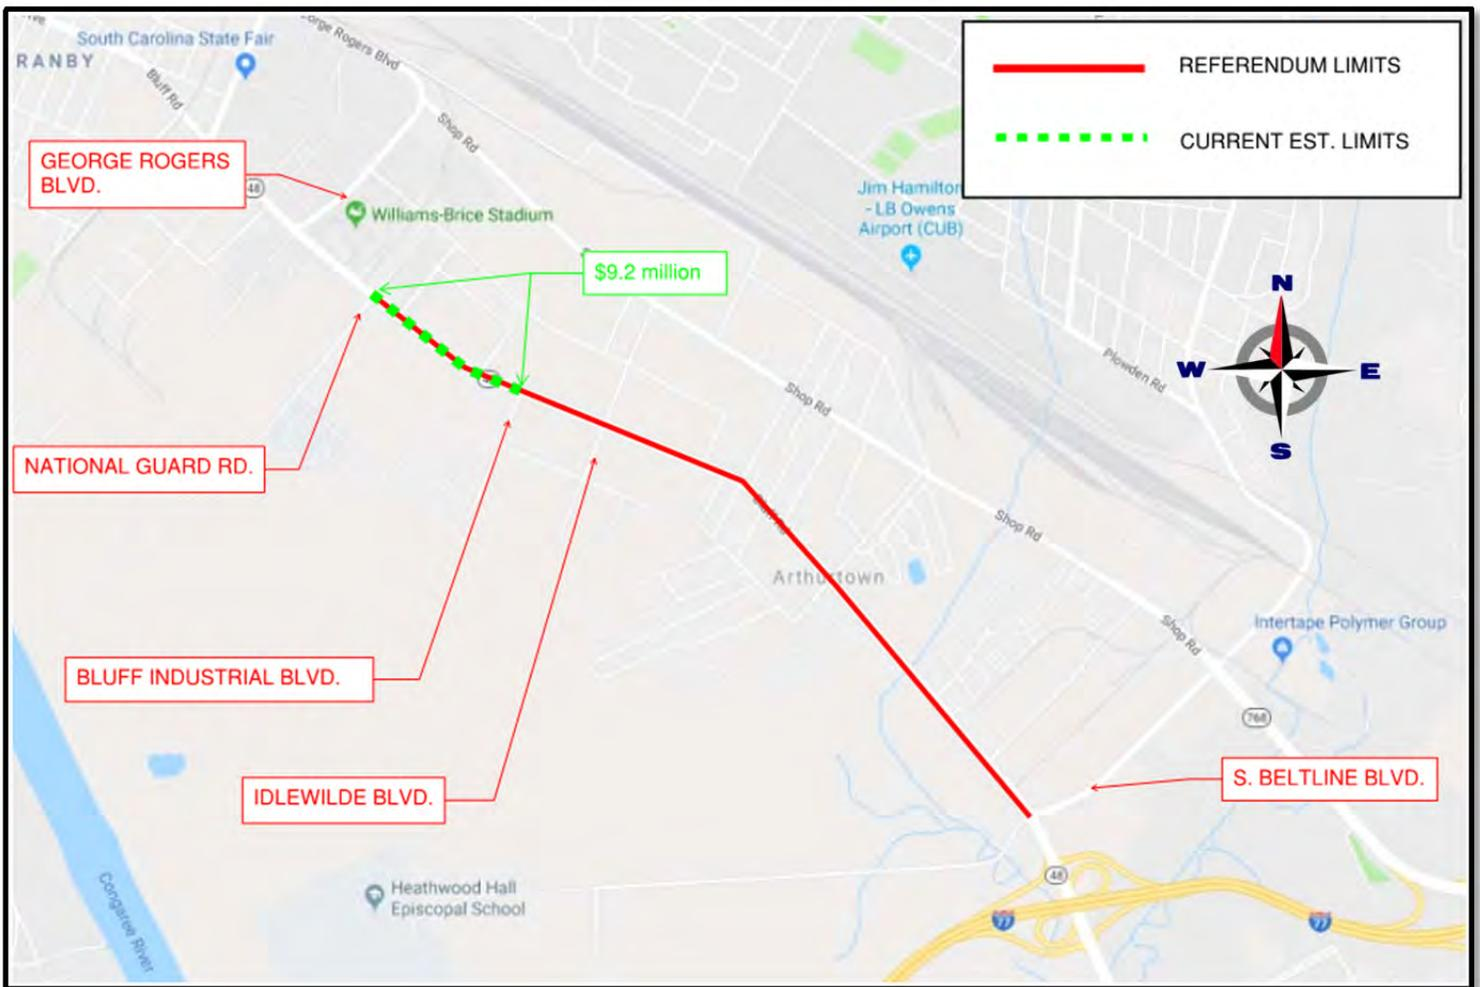 South Carolina State Fair
RANBY
Bluff Rd
orge Rogers Blvd
Shop Rd
REFERENDUM LIMITS
CURRENT EST. LIMITS
GEORGE ROGERS
BLVD.
48
Williams-Brice Stadium
Jim Hamilton
- LB Owens
Airport (CUB)
$9.2 million
N
W
E
S
Plowden Rd
Shop Rd
NATIONAL GUARD RD.
Shop Rd
Arthurtown
Shop Rd
Intertape Polymer Group
BLUFF INDUSTRIAL BLVD.
768
S. BELTLINE BLVD.
IDLEWILDE BLVD.
48
Heathwood Hall
Episcopal School
77
77
Congaree River